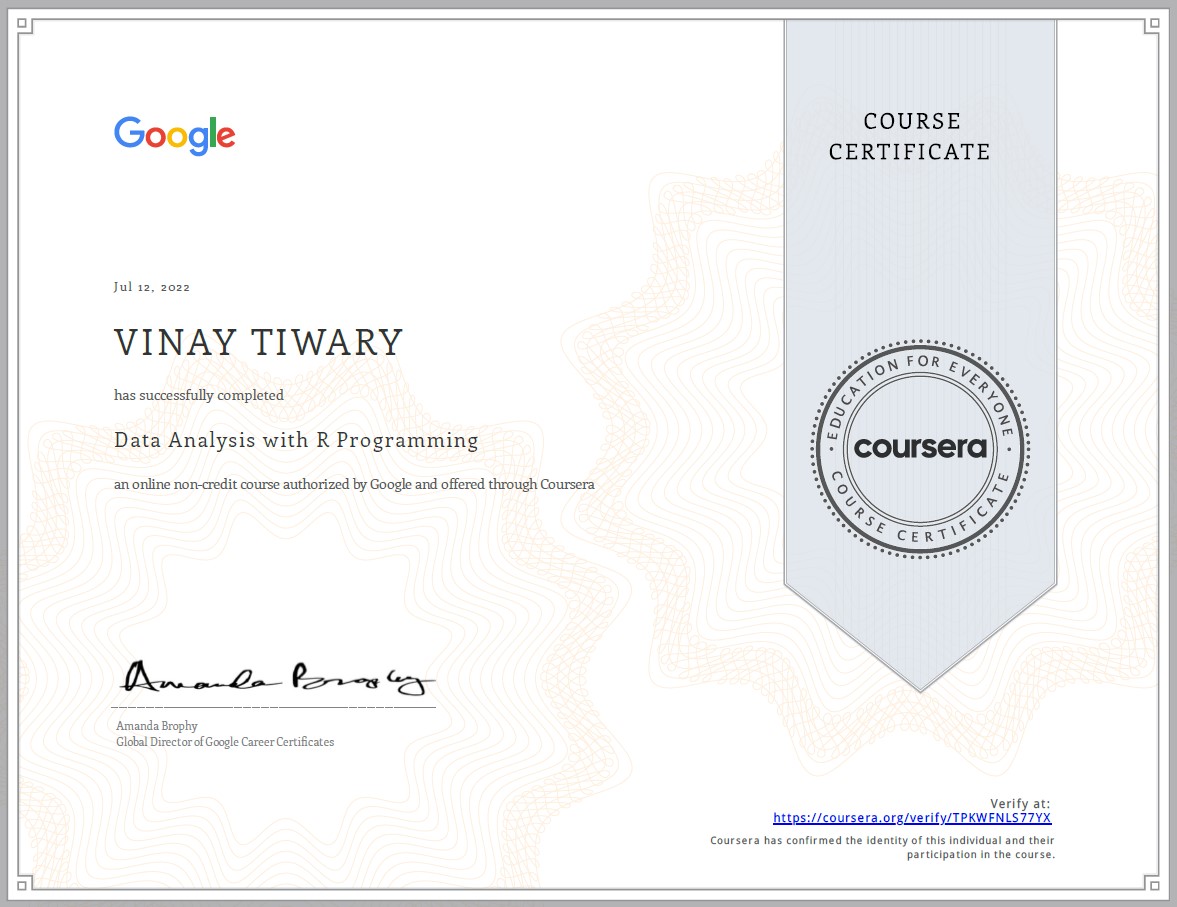 Google
COURSE
CERTIFICATE
Jul 12, 2022
VINAY TIWARY
has successfully completed
Data Analysis with R Programming
an online non-credit course authorized by Google and offered through Coursera
EDUCATION FOR EVERYONE
coursera
COURSE CERTIFICATE
Amanda Brophy
Amanda Brophy
Global Director of Google Career Certificates
Verify at:
https://coursera.org/verify/TPKWFNLS77YX
Coursera has confirmed the identity of this individual and their
participation in the course.